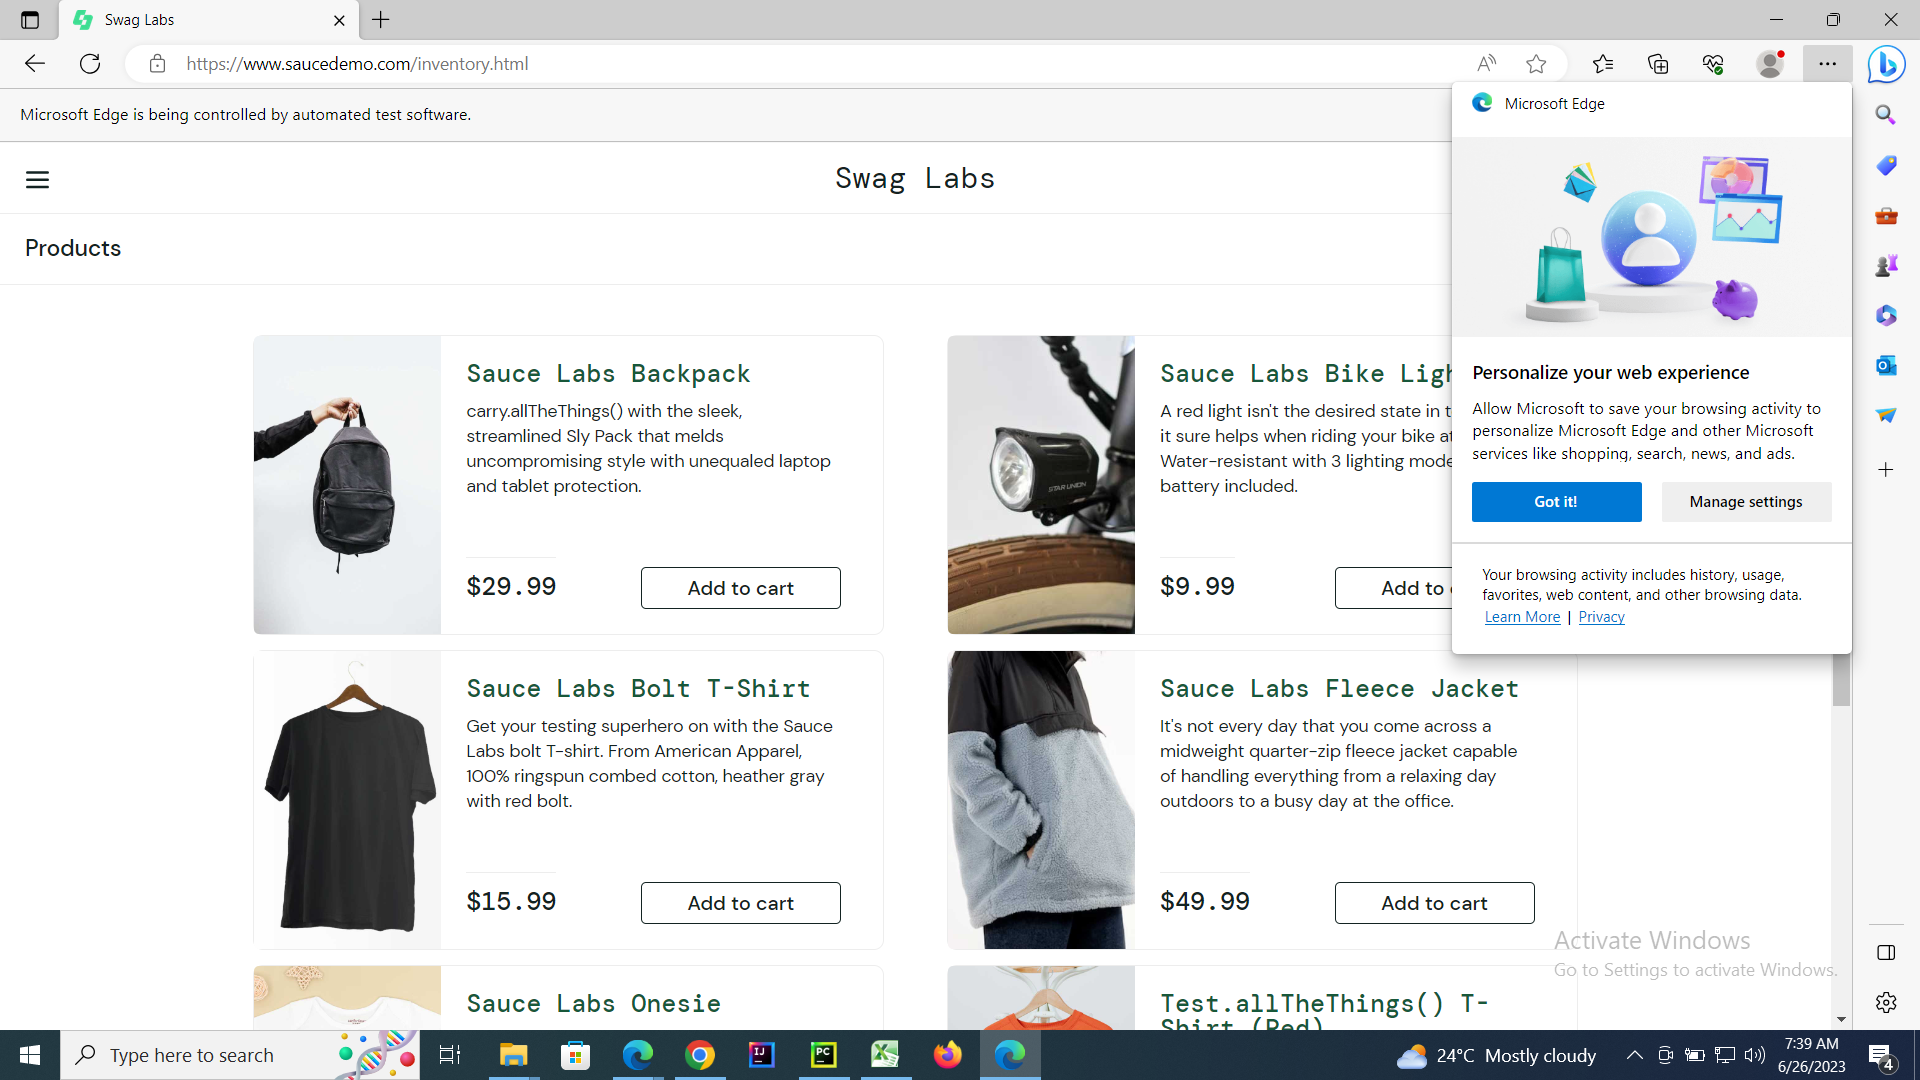 Swag Labs
https://www.saucedemo.com/inventory.html
Microsoft Edge is being controlled by automated test software.
Microsoft Edge
Swag Labs
Products
Sauce Labs Backpack
carry.allTheThings() with the sleek,
streamlined Sly Pack that melds
uncompromising style with unequaled laptop
and tablet protection.
$29.99
Add to cart
Sauce Labs Bike Ligh
A red light isn't the desired state in t
it sure helps when riding your bike at
Water-resistant with 3 lighting mode
battery included.
$9.99
Add to
STAR UNION
Personalize your web experience
Allow Microsoft to save your browsing activity to
personalize Microsoft Edge and other Microsoft
services like shopping, search, news, and ads.
Got it!
Manage settings
Your browsing activity includes history, usage,
favorites, web content, and other browsing data.
Learn More | Privacy
Sauce Labs Bolt T-Shirt
Get your testing superhero on with the Sauce
Labs bolt T-shirt. From American Apparel,
100% ringspun combed cotton, heather gray
with red bolt.
$15.99
Add to cart
Sauce Labs Fleece Jacket
It's not every day that you come across a
midweight quarter-zip fleece jacket capable
of handling everything from a relaxing day
outdoors to a busy day at the office.
$49.99
Add to cart
Activate Windows
Go to Settings to activate Windows.
Sauce Labs Onesie
Test.allTheThings() T-
Shirt (Red)
Type here to search
24°C Mostly cloudy
7:39 AM
6/26/2023
4